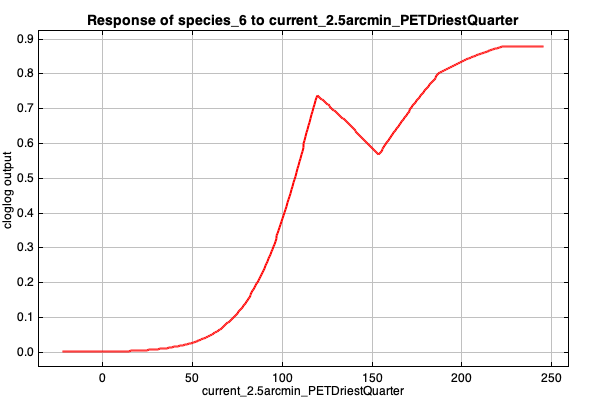 Response of species_6 to current_2.5arcmin_PETDriestQuarter
cloglog output
0.9
0.8
0.7
0.6
0.5
0.4
0.3
0.2
0.1
0.0
0 50 100 150 200 250
current_2.5arcmin_PETDriestQuarter